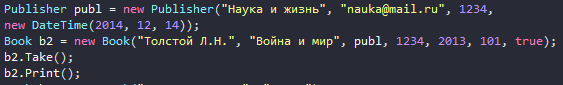 Publisher publ = new Publisher("Наука и жизнь", "nauka@mail.ru", 1234,
new DateTime(2014, 12, 14));
Book b2 = new Book("Толстой Л.Н.", "Война и мир", publ, 1234, 2013, 101, true);
b2.Take();
b2.Print();